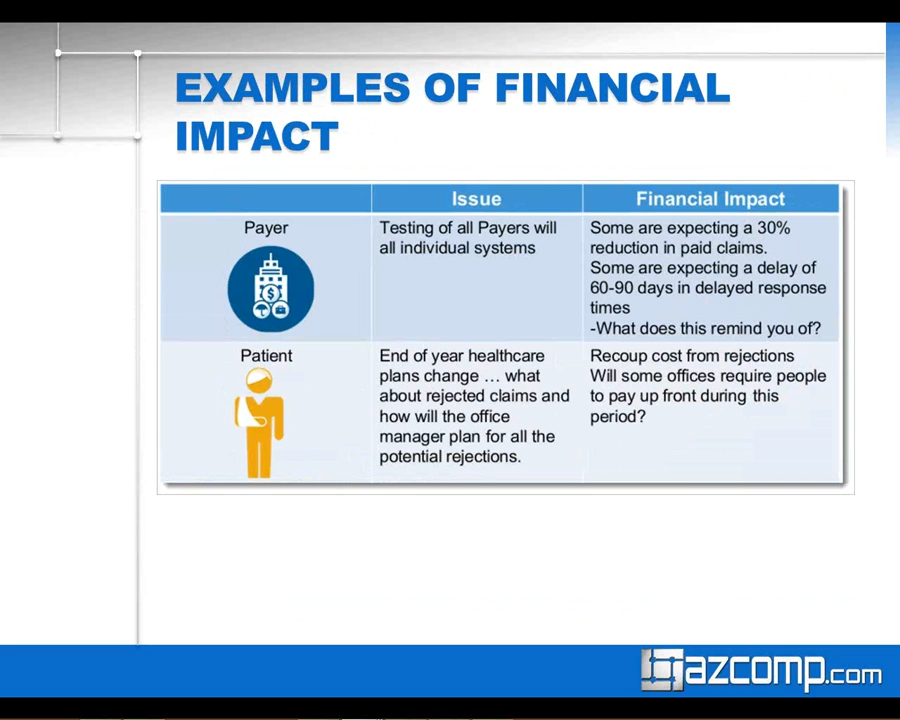 EXAMPLES OF FINANCIAL
IMPACT
Issue
Financial Impact
Payer
Testing of all Payers will
all individual systems
Some are expecting a 30%
reduction in paid claims.
Some are expecting a delay of
60-90 days in delayed response
times
-What does this remind you of?
Patient
End of year healthcare
plans change … what
about rejected claims and
how will the office
manager plan for all the
potential rejections.
Recoup cost from rejections
Will some offices require people
to pay up front during this
period?
azcomp.com